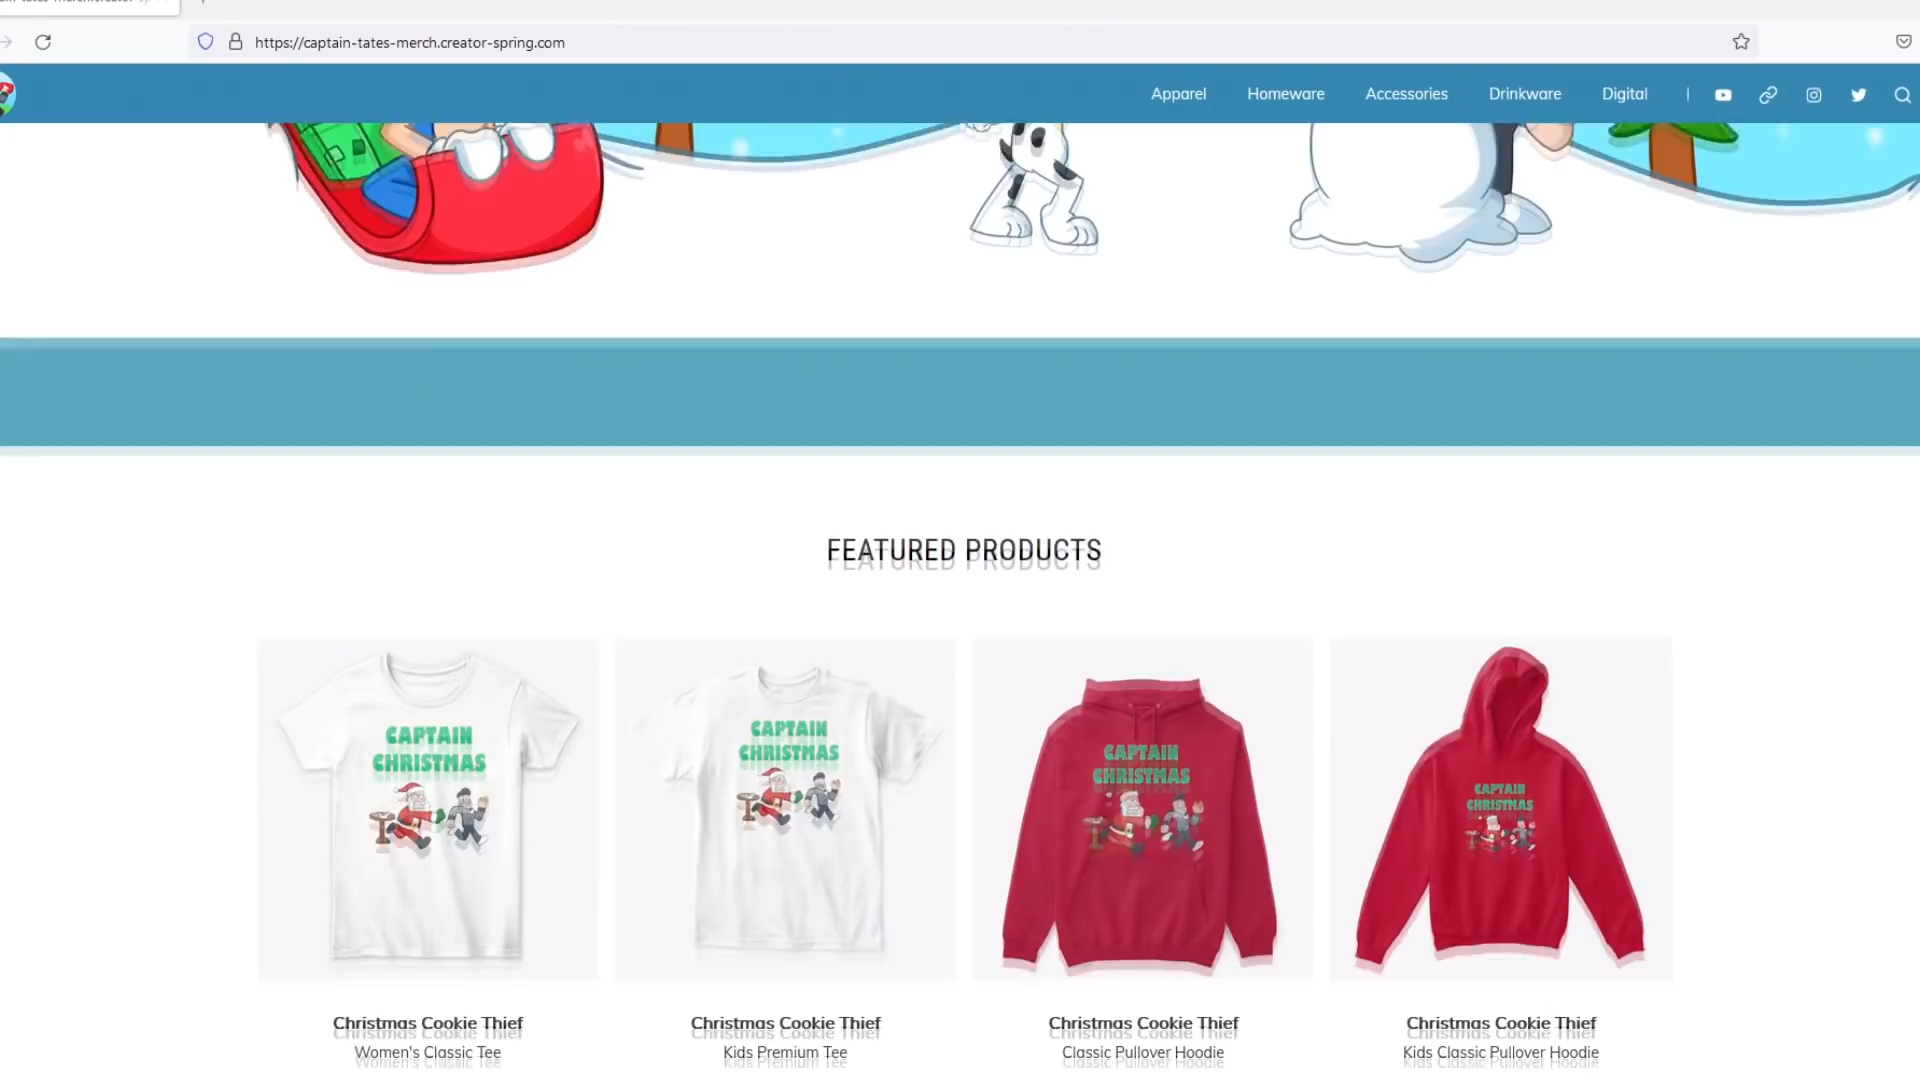 https://captain-tates-merch.creator-spring.com
Apparel Homeware Accessories Drinkware Digital
FEATURED PRODUCTS
CAPTAIN
CHRISTMAS
CAPTAIN
CHRISTMAS
CAPTAIN
CHRISTMAS
CAPTAIN
CHRISTMAS
Christmas Cookie Thief
Women's Classic Tee
Christmas Cookie Thief
Kids Premium Tee
Christmas Cookie Thief
Classic Pullover Hoodie
Christmas Cookie Thief
Kids Classic Pullover Hoodie